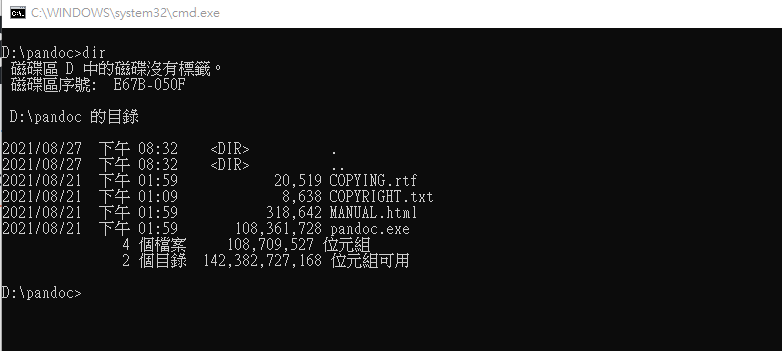 C:\WINDOWS\system32\cmd.exe
D:\pandoc>dir
磁碟區 D 中的磁碟沒有標籤。
磁碟區序號:  E67B-050F
D:\pandoc 的目錄
2021/08/27  下午 08:32    <DIR>          .
2021/08/27  下午 08:32    <DIR>          ..
2021/08/21  下午 01:59            20,519 COPYING.rtf
2021/08/21  下午 01:09             8,638 COPYRIGHT.txt
2021/08/21  下午 01:59           318,642 MANUAL.html
2021/08/21  下午 01:59       108,361,728 pandoc.exe
4 個檔案     108,709,527 位元組
2 個目錄  142,382,727,168 位元組可用
D:\pandoc>